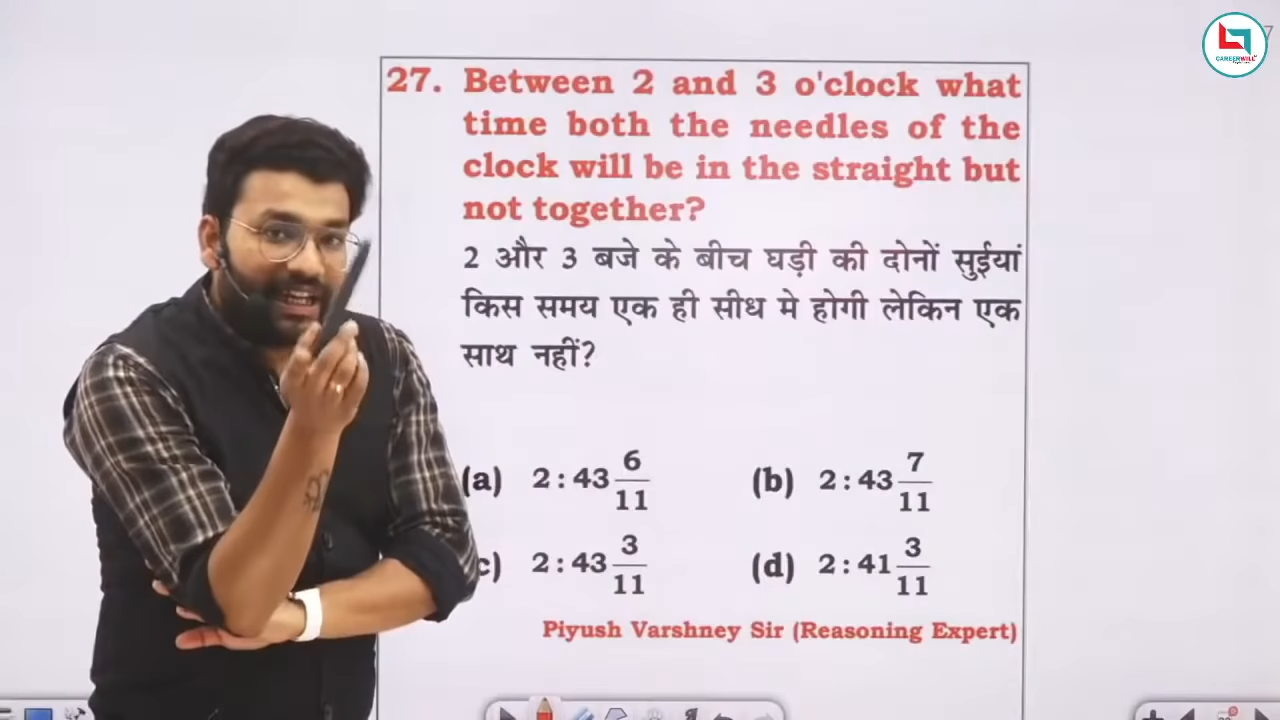 27. Between 2 and 3 o'clock what
time both the needles of the
clock will be in the straight but
not together?
2 और 3 बजे के बीच घड़ी की दोनों सुईयां
किस समय एक ही सीध मे होगी लेकिन एक
साथ नहीं?
(a) 2 : 43 6/11 (b) 2 : 43 7/11
c) 2 : 43 3/11 (d) 2 : 41 3/11
Piyush Varshney Sir (Reasoning Expert)
CAREERWILL
7